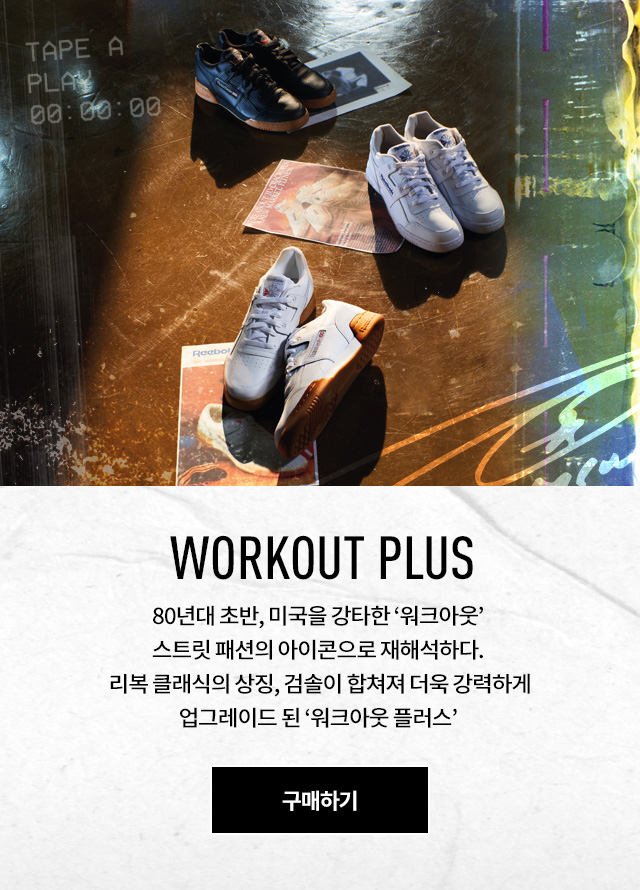 TAPE A
PLAY
00:00:00
Reebok
WORKOUT PLUS
80년대 초반, 미국을 강타한 ‘워크아웃’
스트릿 패션의 아이콘으로 재해석하다.
리복 클래식의 상징, 검솔이 합쳐져 더욱 강력하게
업그레이드 된 ‘워크아웃 플러스’
구매하기